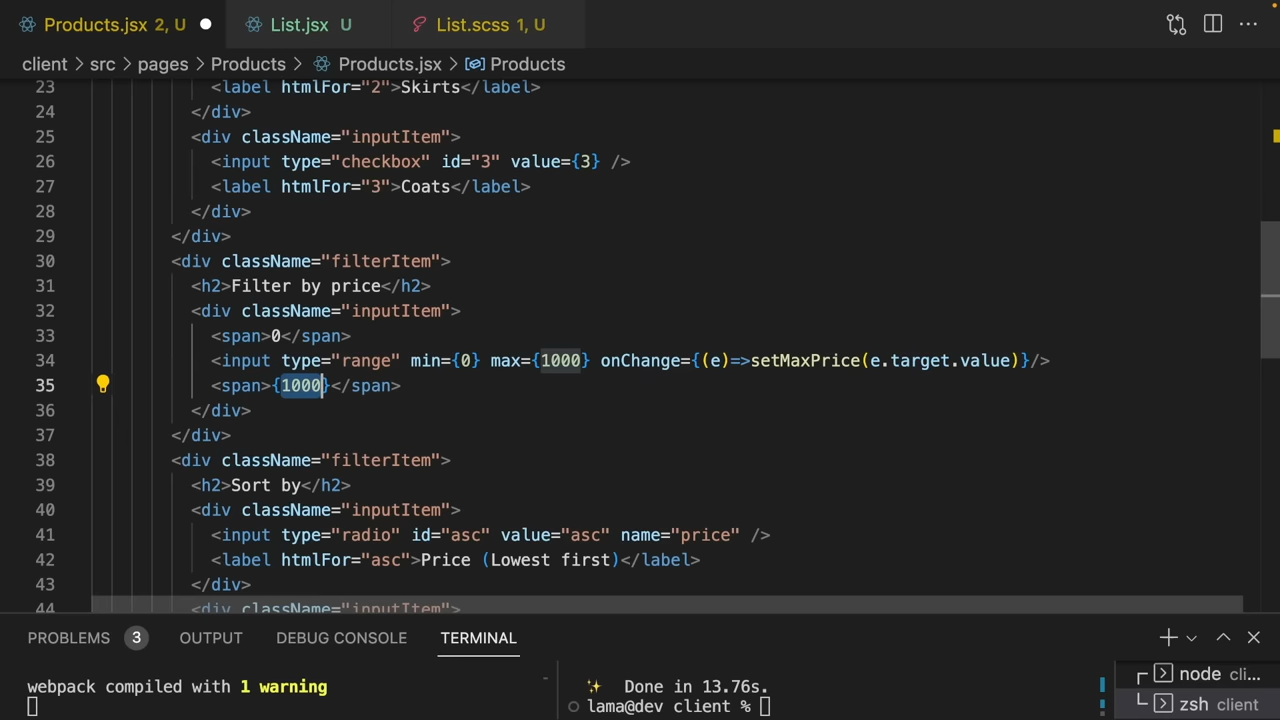 Products.jsx 2, U
List.jsx U
List.scss 1, U
client > src > pages > Products > Products.jsx > Products
23 <label htmlFor="2">Skirts</label>
24 </div>
25 <div className="inputItem">
26 <input type="checkbox" id="3" value={3} />
27 <label htmlFor="3">Coats</label>
28 </div>
29 </div>
30 <div className="filterItem">
31 <h2>Filter by price</h2>
32 <div className="inputItem">
33 <span>0</span>
34 <input type="range" min={0} max={1000} onChange={(e)=>setMaxPrice(e.target.value)}/>
35 <span>{1000}</span>
36 </div>
37 </div>
38 <div className="filterItem">
39 <h2>Sort by</h2>
40 <div className="inputItem">
41 <input type="radio" id="asc" value="asc" name="price" />
42 <label htmlFor="asc">Price (Lowest first)</label>
43 </div>
44 <div className="inputItem">
PROBLEMS 3 OUTPUT DEBUG CONSOLE TERMINAL
webpack compiled with 1 warning
✨ Done in 13.76s.
lama@dev client %
node cli...
zsh client